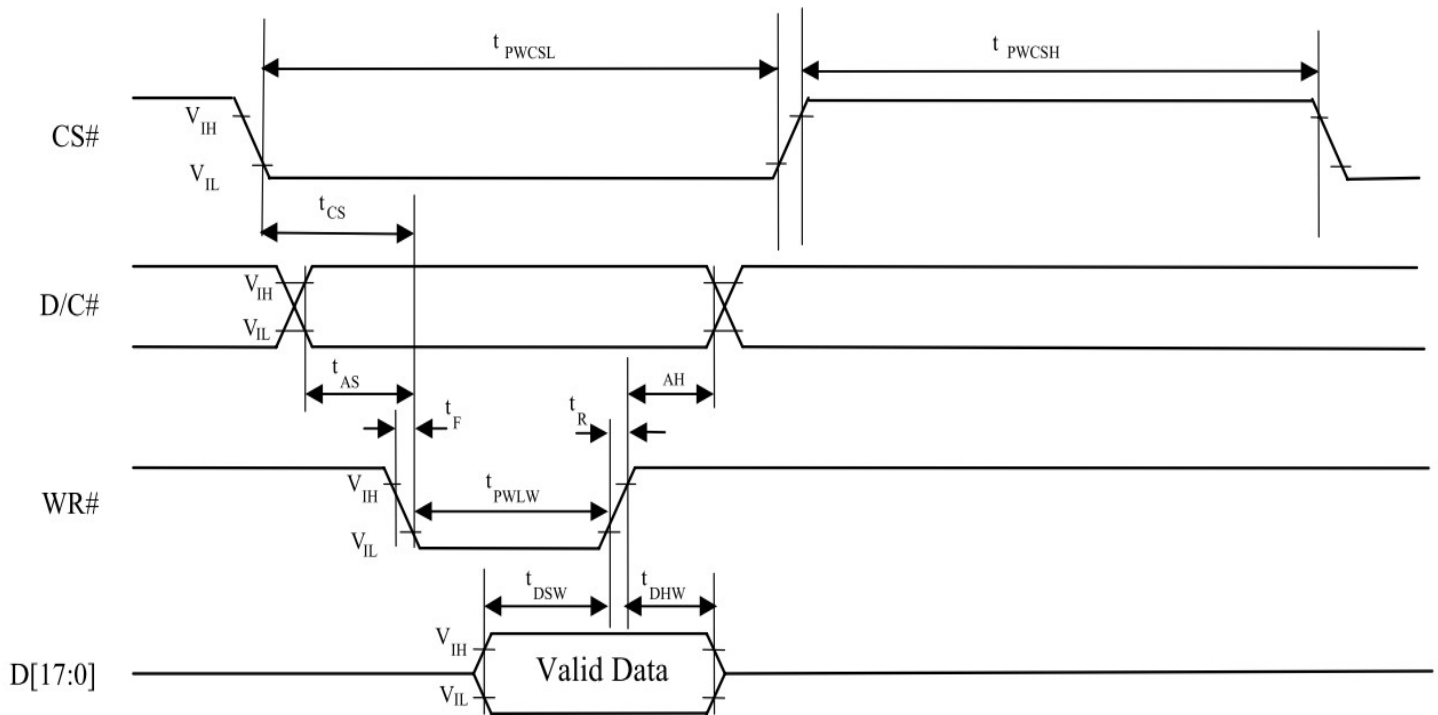 t PWCSL
t PWCSH
CS#
V IH
V IL
t CS
D/C#
V IH
V IL
t AS
AH
t F
t R
WR#
V IH
V IL
t PWLW
t DSW
t DHW
D[17:0]
V IH
V IL
Valid Data